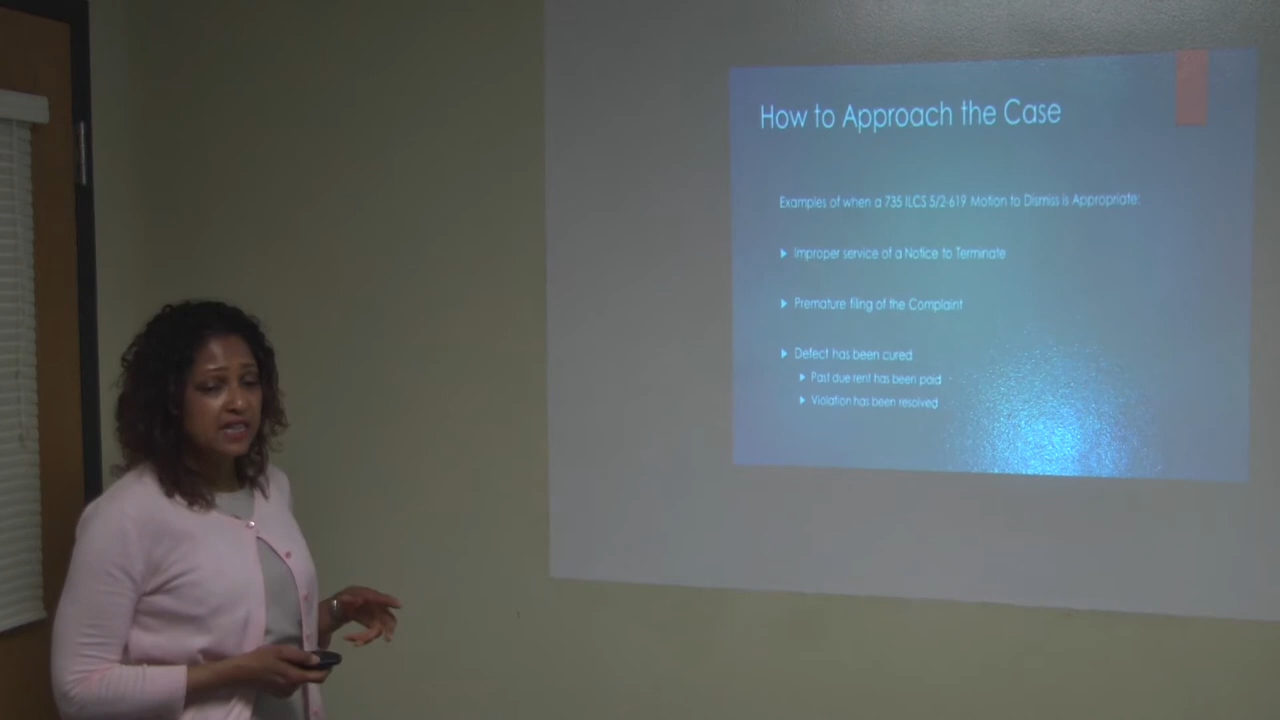 How to Approach the Case
Examples of when a 735 ILCS 5/2-619 Motion to Dismiss is Appropriate:
Improper service of a Notice to Terminate
Premature filing of the Complaint
Defect has been cured
Past due rent has been paid
Violation has been resolved